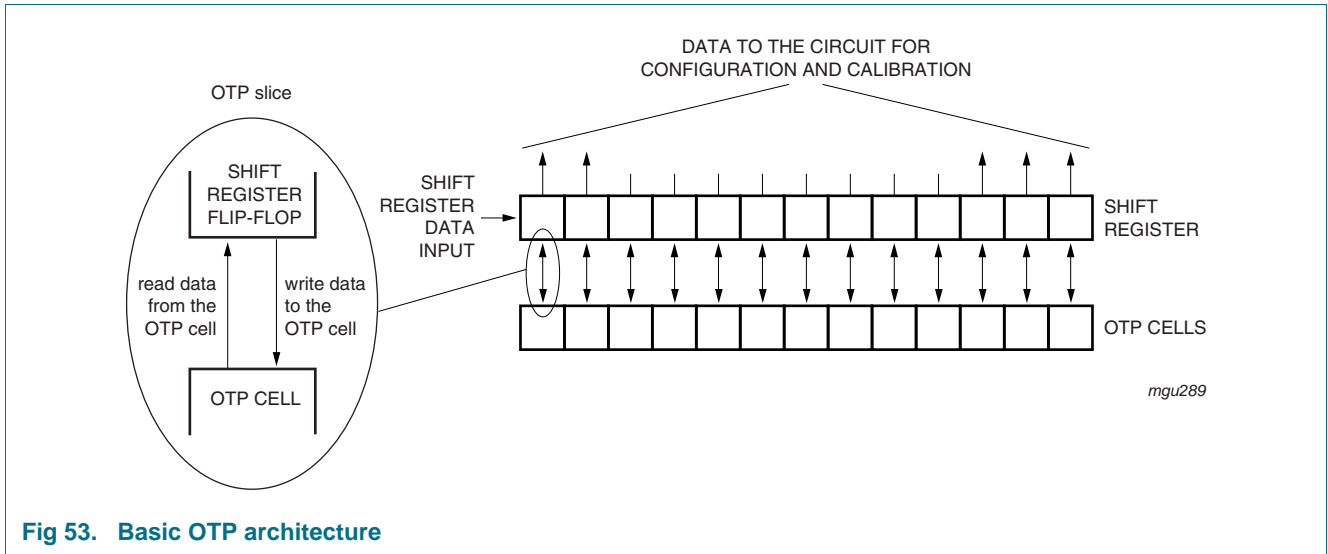 DATA TO THE CIRCUIT FOR
CONFIGURATION AND CALIBRATION
OTP slice
SHIFT
REGISTER
FLIP-FLOP
read data
from the
OTP cell
write data
to the
OTP cell
OTP CELL
SHIFT
REGISTER
DATA
INPUT
SHIFT
REGISTER
OTP CELLS
mgu289
Fig 53. Basic OTP architecture